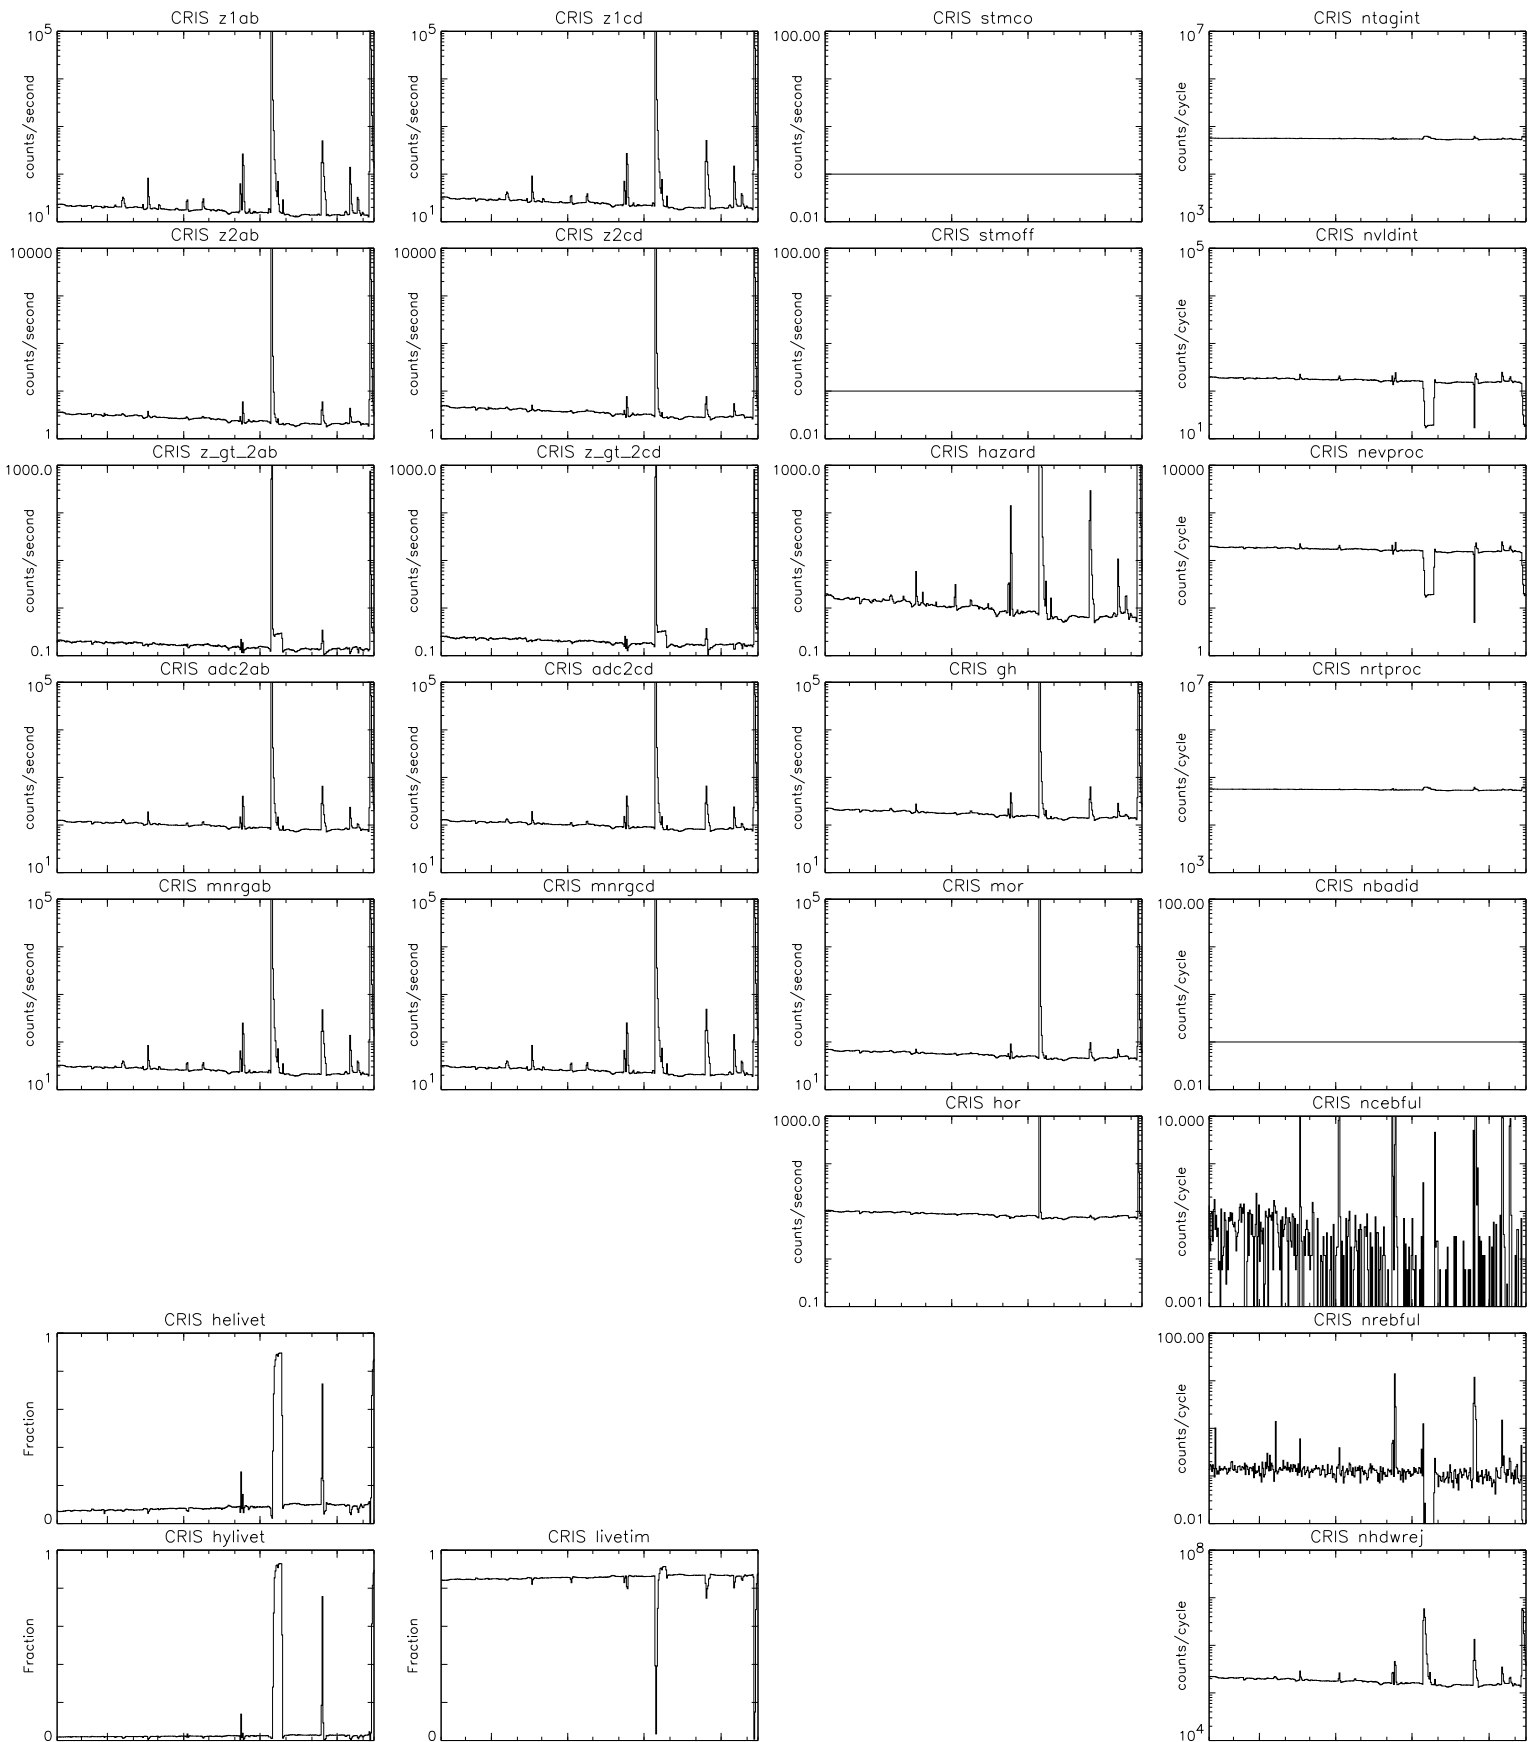 CRIS z1ab
10^5
counts/second
10^1
CRIS z1cd
10^5
counts/second
10^1
CRIS stmco
100.00
counts/second
0.01
CRIS ntagint
10^7
counts/cycle
10^3
CRIS z2ab
10000
counts/second
1
CRIS z2cd
10000
counts/second
1
CRIS stmoff
100.00
counts/second
0.01
CRIS nvldint
10^5
counts/cycle
10^1
CRIS z_gt_2ab
1000.0
counts/second
0.1
CRIS z_gt_2cd
1000.0
counts/second
0.1
CRIS hazard
1000.0
counts/second
0.1
CRIS nevproc
10000
counts/cycle
1
CRIS adc2ab
10^5
counts/second
10^1
CRIS adc2cd
10^5
counts/second
10^1
CRIS gh
10^5
counts/second
10^1
CRIS nrtproc
10^7
counts/cycle
10^3
CRIS mnrgab
10^5
counts/second
10^1
CRIS mnrgcd
10^5
counts/second
10^1
CRIS mor
10^5
counts/second
10^1
CRIS nbadid
100.00
counts/cycle
0.01
CRIS hor
1000.0
counts/second
0.1
CRIS ncebful
10.000
counts/cycle
0.001
CRIS helivet
1
Fraction
0
CRIS nrebful
100.00
counts/cycle
0.01
CRIS hylivet
1
Fraction
0
CRIS livetim
1
Fraction
0
CRIS nhdwrej
10^8
counts/cycle
10^4